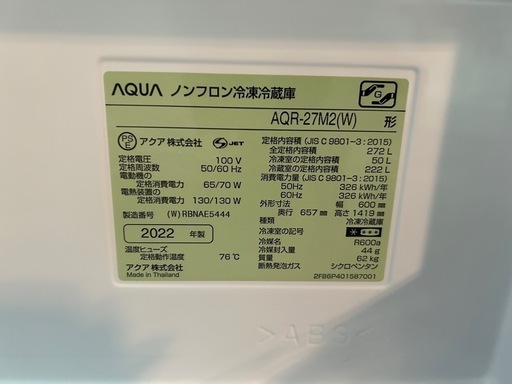 AQUA ノンフロン冷凍冷蔵庫
G
AQR-27M2(W) 形
PS
E
アクア株式会社
S JET
定格電圧 100 V
定格周波数 50/60 Hz
電動機の
定格消費電力 65/70 W
電熱装置の
定格消費電力 130/130 W
製造番号 (W)RBNAE5444
2022 年製
温度ヒューズ
定格動作温度 76℃
アクア株式会社
Made in Thailand
定格内容積 (JIS C 9801-3:2015)
全定格内容積 272 L
冷凍室の定格内容積 50 L
冷蔵室の定格内容積 222 L
消費電力量 (JIS C 9801-3:2015)
50Hz 326 kWh/年
60Hz 326 kWh/年
外形寸法 幅 600㎜
奥行 657㎜ 高さ 1419㎜
種類 冷凍冷蔵庫
冷凍室の記号
冷媒名 R600a
冷媒封入量 44 g
質量 62 kg
断熱発泡ガス シクロペンタン
2FB6P401587001
>ABS<